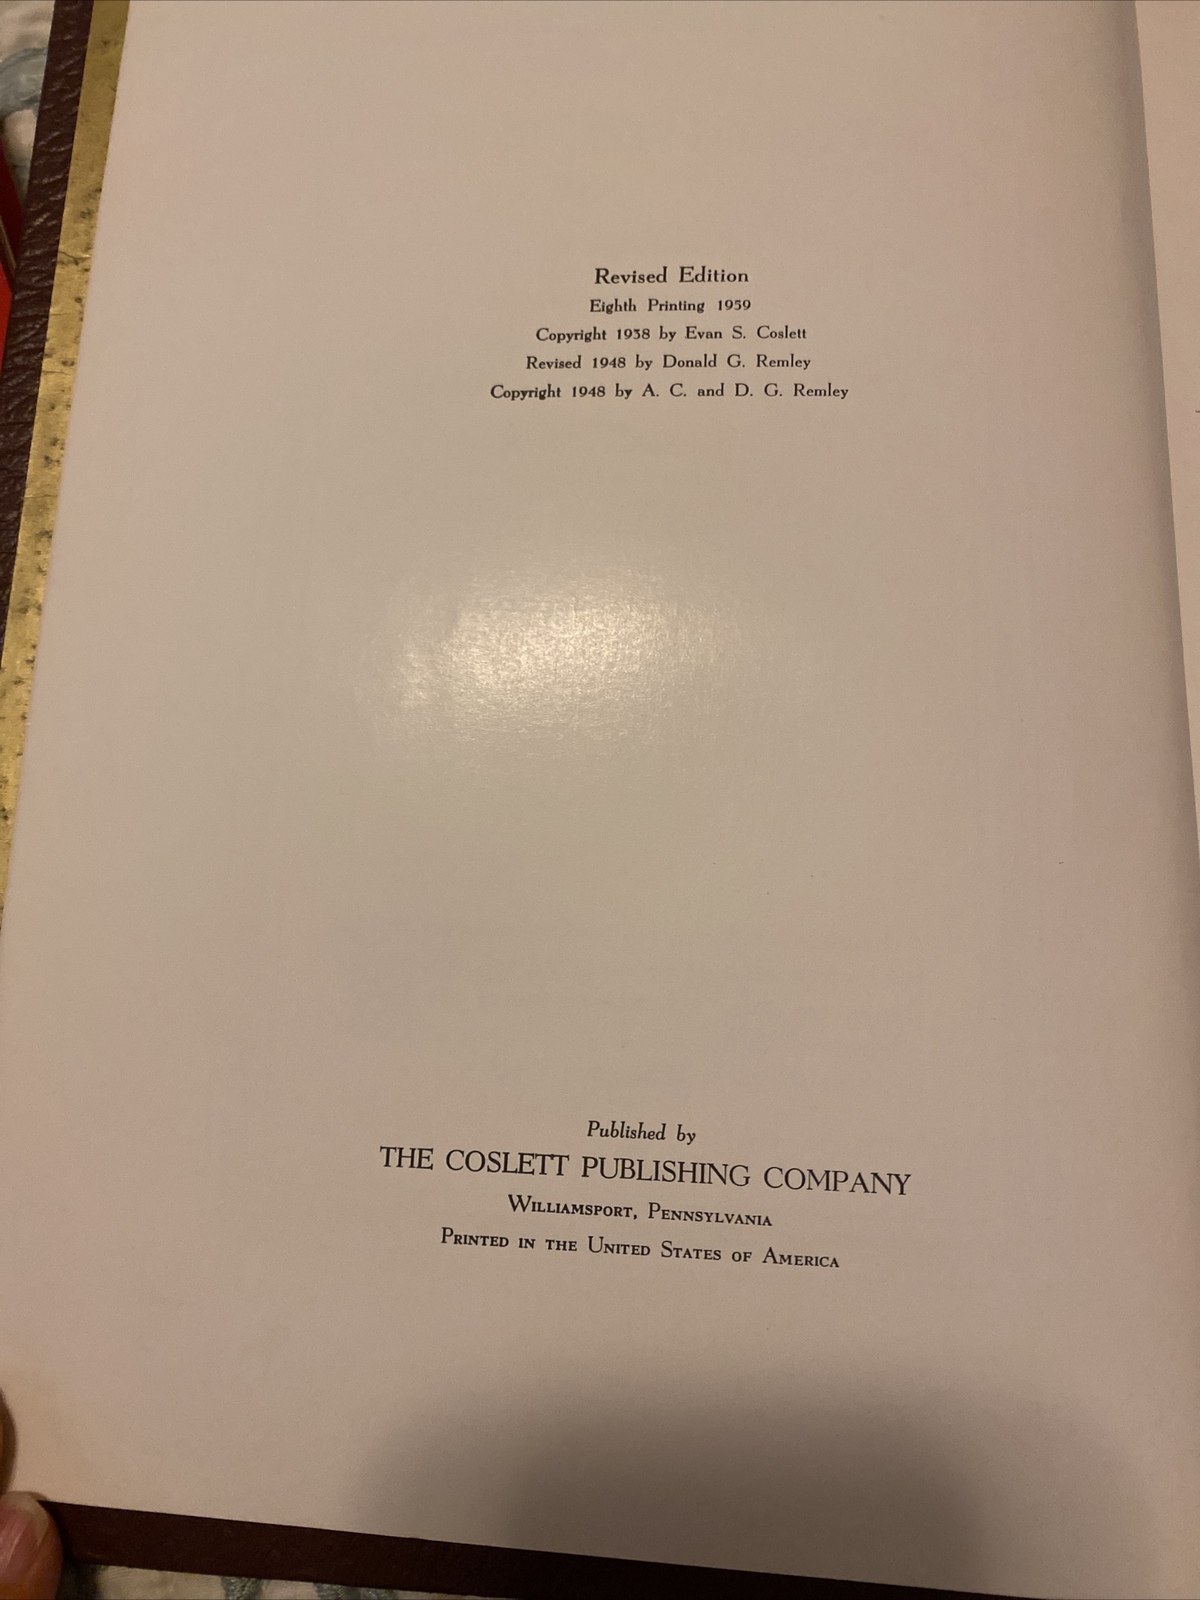 Revised Edition
Eighth Printing 1959
Copyright 1938 by Evan S. Coslett
Revised 1948 by Donald G. Remley
Copyright 1948 by A. C. and D. G. Remley
Published by
THE COSLETT PUBLISHING COMPANY
WILLIAMSPORT, PENNSYLVANIA
PRINTED IN THE UNITED STATES OF AMERICA